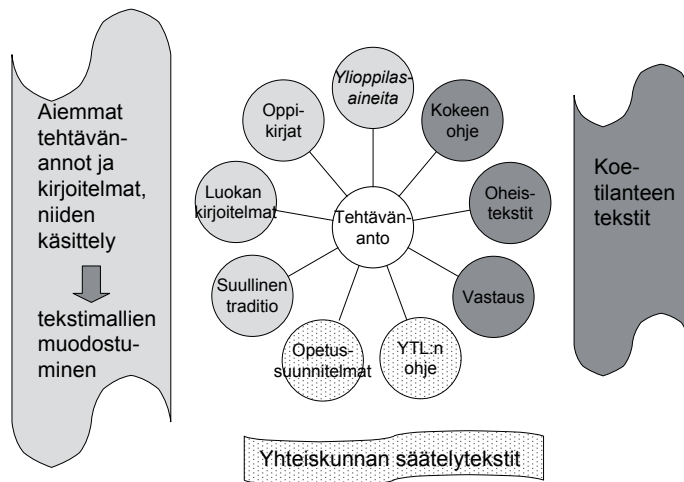 Aiemmat
tehtävän-
annot ja
kirjoitelmat,
niiden
käsittely
tekstimallien
muodostu-
minen
Ylioppilas-
aineita
Oppi-
kirjat
Kokeen
ohje
Luokan
kirjoitelmat
Tehtävän-
anto
Oheis-
tekstit
Suullinen
traditio
Vastaus
Opetus-
suunnitelmat
YTL:n
ohje
Koe-
tilanteen
tekstit
Yhteiskunnan säätelytekstit